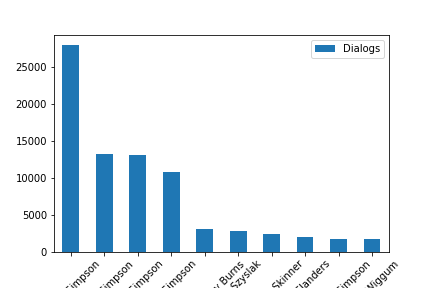 Dialogs
25000
20000
15000
10000
5000
0
Simpson
Simpson
Simpson
Simpson
y Burns
Szyslak
Skinner
Flanders
Simpson
Wiggum